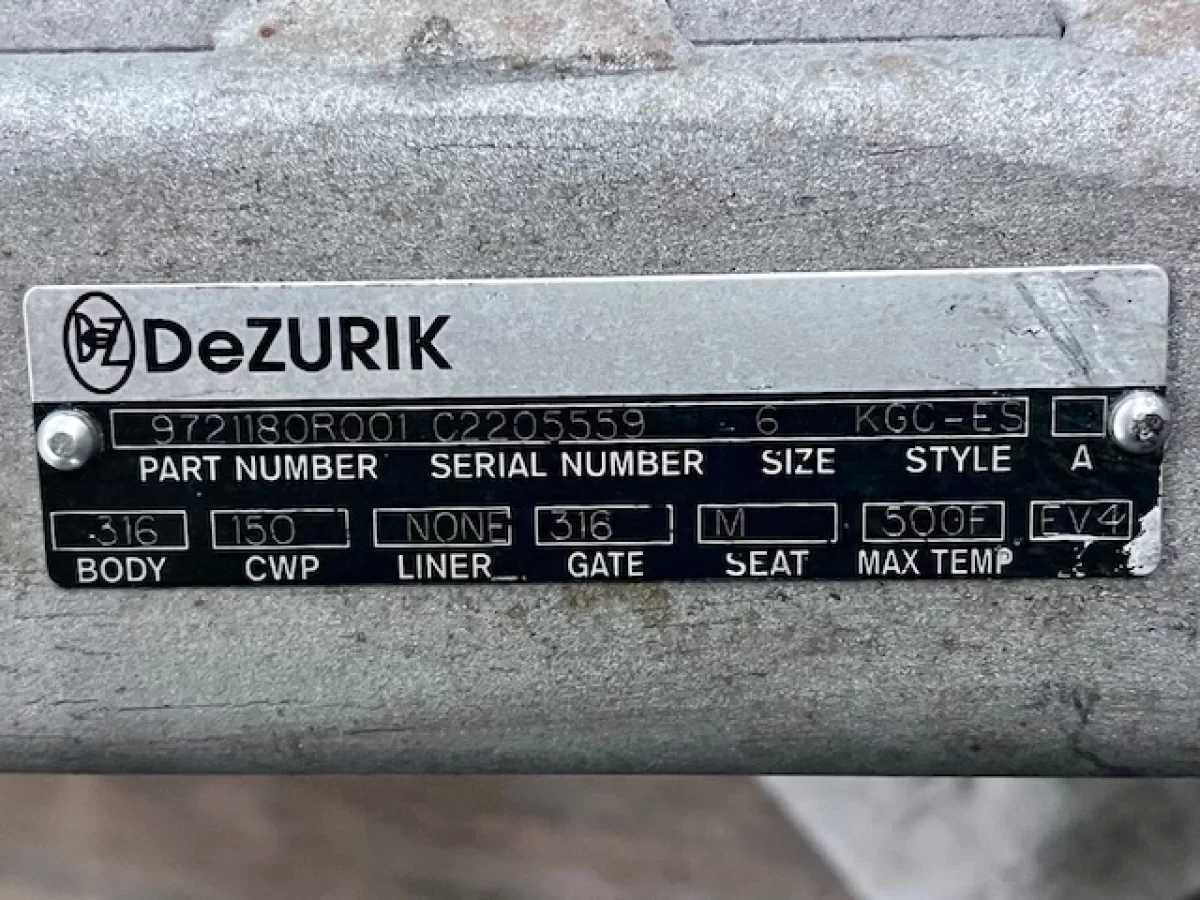 DeZURIK
9721180R001 C2205559 6 KGC-ES
PART NUMBER SERIAL NUMBER SIZE STYLE A
316 150 NONE 316 M 500F EV4
BODY CWP LINER GATE SEAT MAX TEMP